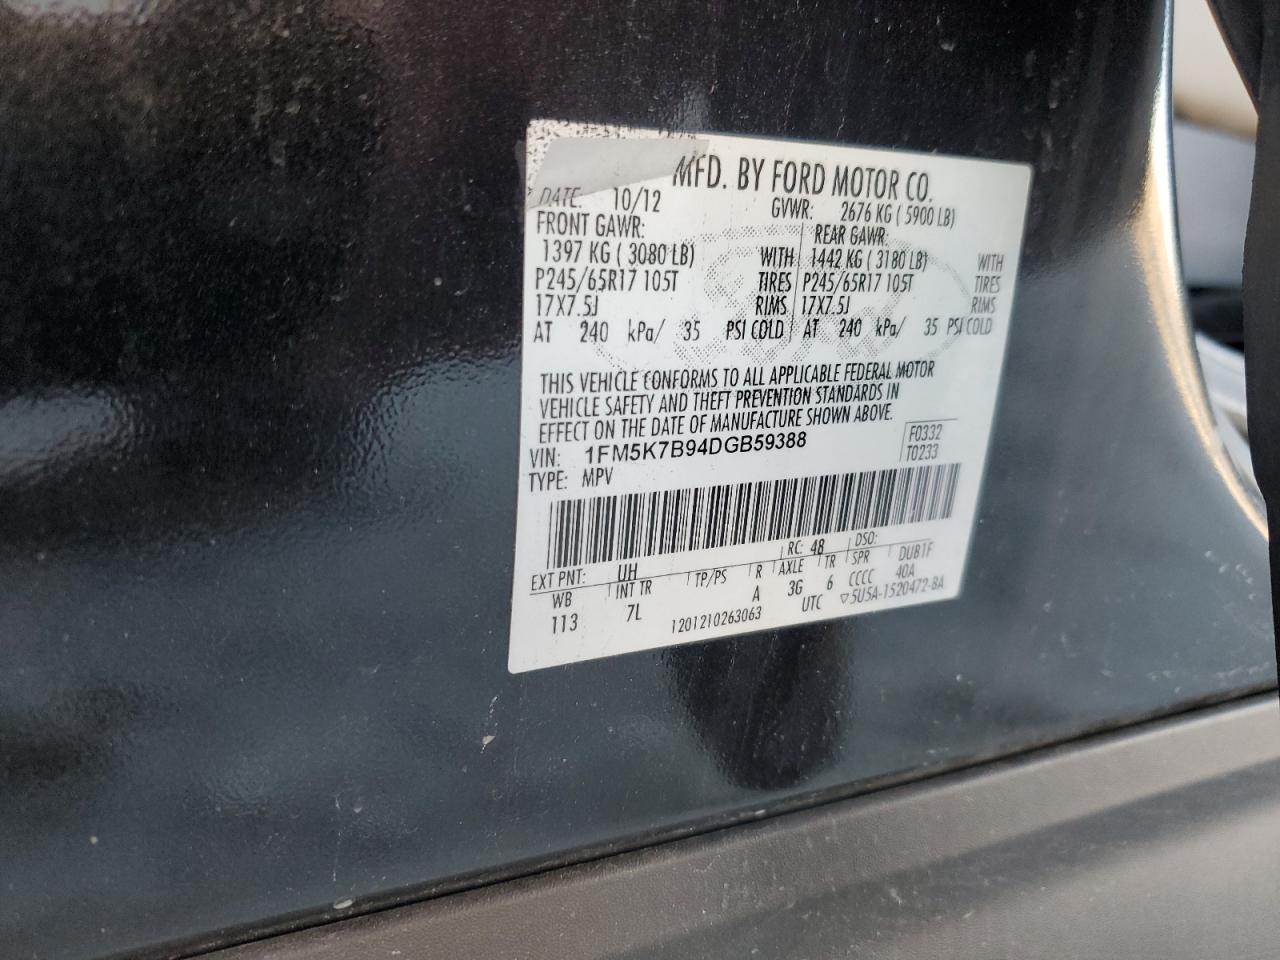 MFD. BY FORD MOTOR CO.
DATE: 10/12 GVWR: 2676 KG ( 5900 LB)
FRONT GAWR: REAR GAWR:
1397 KG ( 3080 LB) WITH 1442 KG ( 3180 LB) WITH
P245/65R17 105T TIRES P245/65R17 105T TIRES
17X7.5J RIMS 17X7.5J RIMS
AT 240 kPa/ 35 PSI COLD AT 240 kPa/ 35 PSI COLD
THIS VEHICLE CONFORMS TO ALL APPLICABLE FEDERAL MOTOR
VEHICLE SAFETY AND THEFT PREVENTION STANDARDS IN
EFFECT ON THE DATE OF MANUFACTURE SHOWN ABOVE.
VIN: 1FM5K7B94DGB59388 F0332
TYPE: MPV T0233
EXT PNT: UH RC: 48 DSO:
WB INT TR TP/PS R AXLE TR SPR DUB1F
113 7L A 3G 6 CCCC 40A
1201210263063 UTC ▽5U5A-1520472-BA